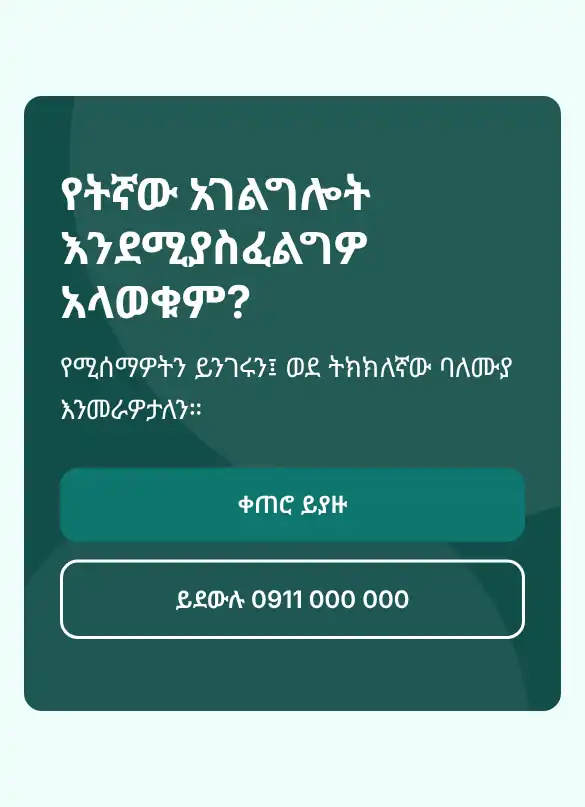 የትኛው አገልግሎት
እንደሚያስፈልግዎ
አላወቁም?
የሚሰማዎትን ይንገሩን፤ ወደ ትክክለኛው ባለሙያ
እንመራዎታለን።
ቀጠሮ ይያዙ
ይደውሉ 0911 000 000